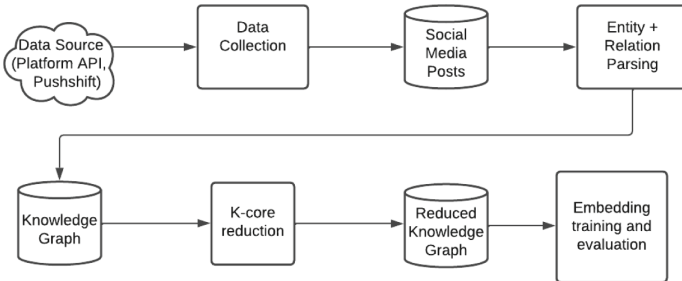 Data Source
(Platform API,
Pushshift)
Data
Collection
Social
Media
Posts
Entity +
Relation
Parsing
Knowledge
Graph
K-core
reduction
Reduced
Knowledge
Graph
Embedding
training and
evaluation